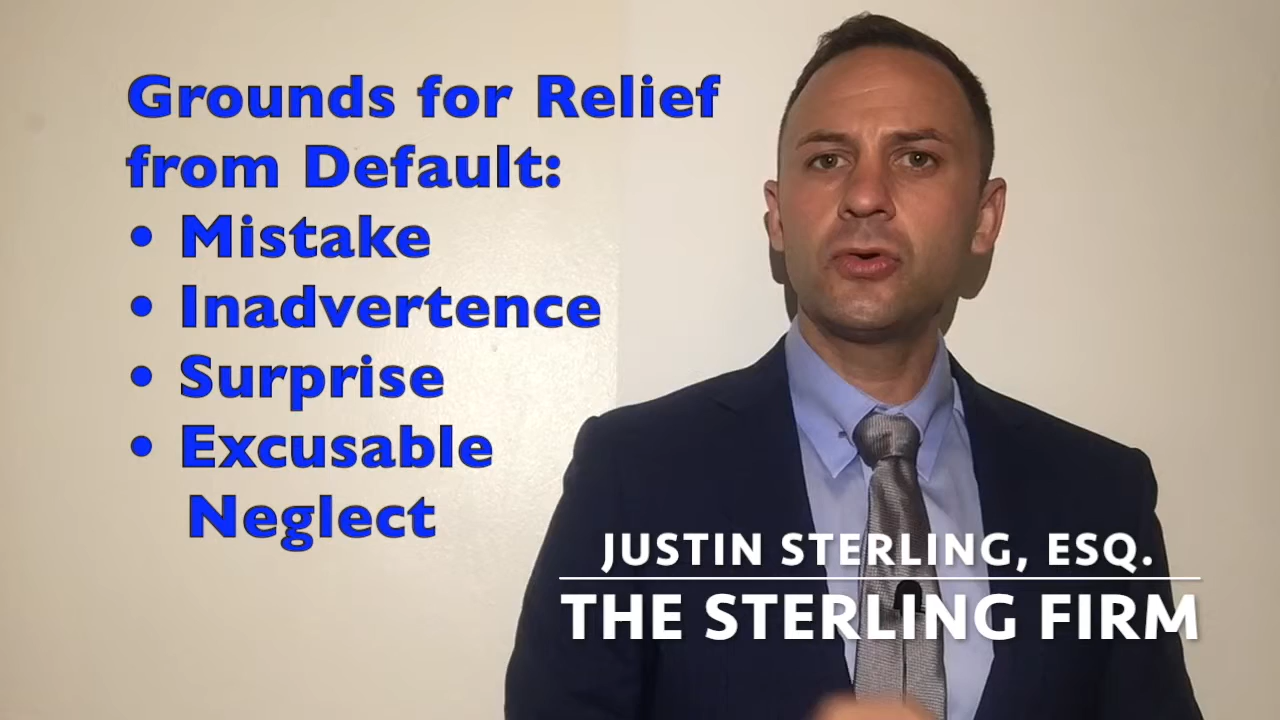 Grounds for Relief
from Default:
• Mistake
• Inadvertence
• Surprise
• Excusable
Neglect
JUSTIN STERLING, ESQ.
THE STERLING FIRM